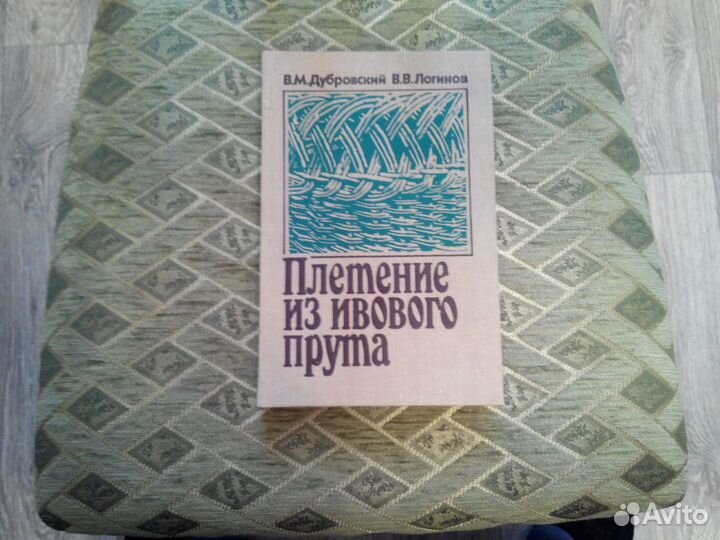 В.М.Дубровский В.В.Логинов
Плетение
из ивового
прута
Avito